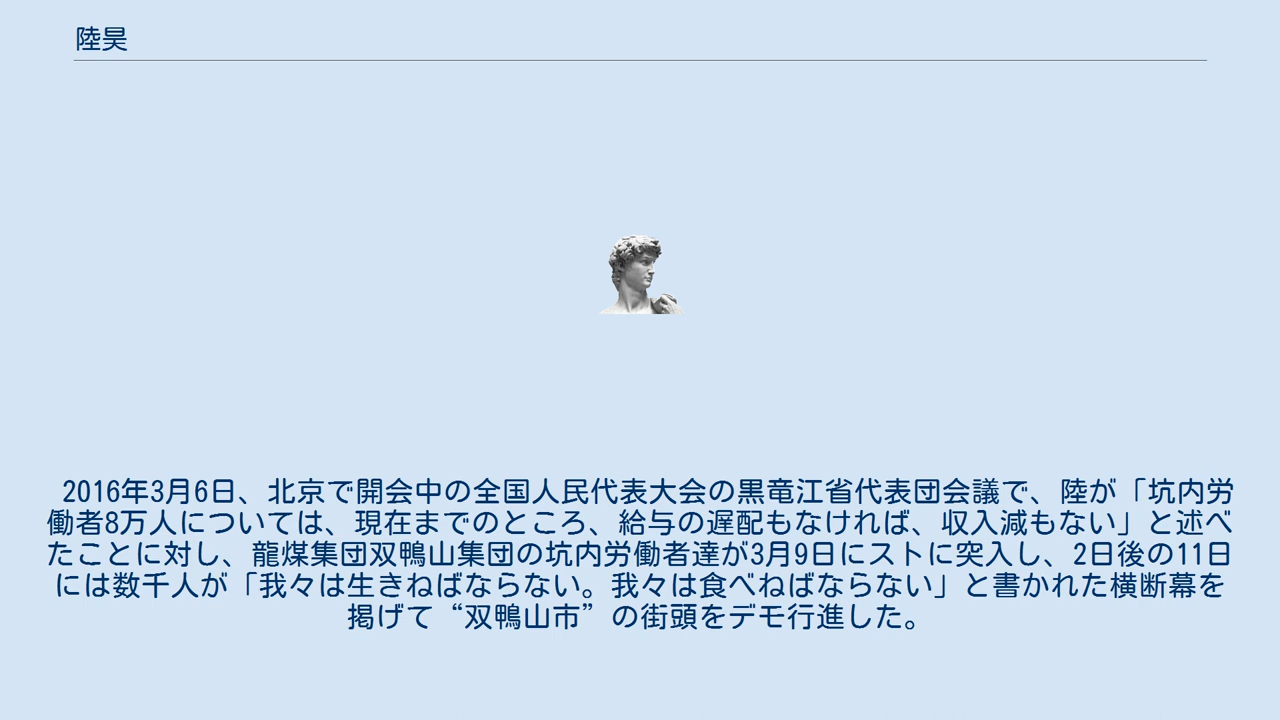 陸昊
2016年3月6日、北京で開会中の全国人民代表大会の黒竜江省代表団会議で、陸が「坑内労
働者8万人については、現在までのところ、給与の遅配もなければ、収入減もない」と述べ
たことに対し、龍煤集団双鴨山集団の坑内労働者達が3月9日にストに突入し、2日後の11日
には数千人が「我々は生きねばならない。我々は食べねばならない」と書かれた横断幕を
掲げて“双鴨山市”の街頭をデモ行進した。